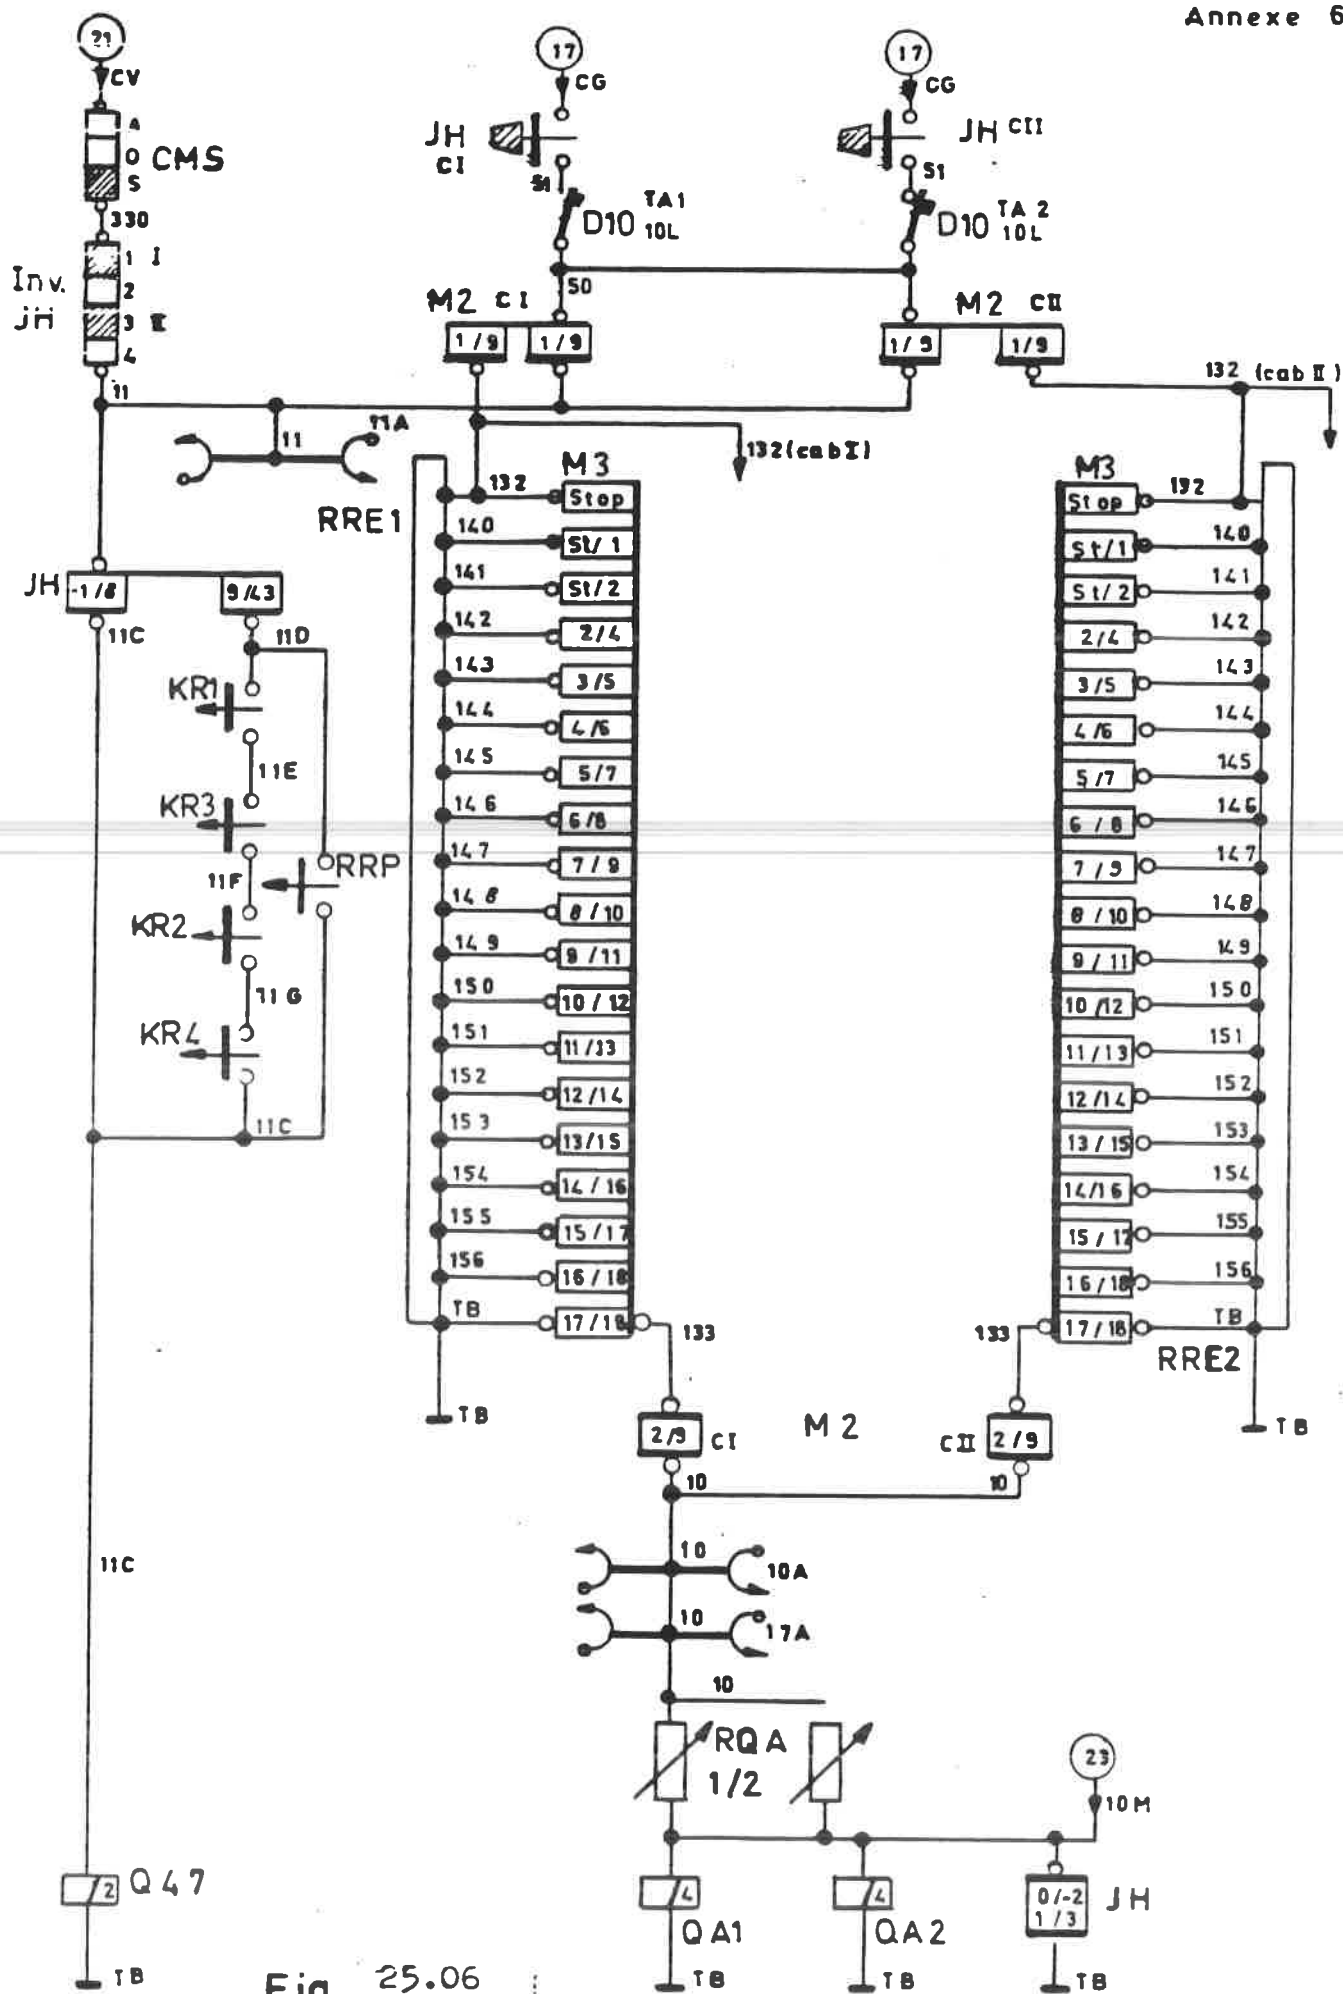 Annexe 6
21
17
17
CV
CG
CG
A
O
S
CMS
JH
CI
JH CII
S1
S1
330
TA1
D10 10L
TA 2
D10 10L
1 I
2
3 II
4
Inv.
JH
50
M2 CI
M2 CII
1/9
1/9
1/9
1/9
11
132 (cab II)
11
11A
132(cab I)
RRE1
M3
M3
132
Stop
Stop
132
140
St/1
St/1
140
141
St/2
St/2
141
142
2/4
2/4
142
143
3/5
3/5
143
144
4/6
4/6
144
145
5/7
5/7
145
146
6/8
6/8
146
147
7/9
7/9
147
148
8/10
8/10
148
149
9/11
9/11
149
150
10/12
10/12
150
151
11/13
11/13
151
152
12/14
12/14
152
153
13/15
13/15
153
154
14/16
14/16
154
155
15/17
15/17
155
156
16/18
16/18
156
TB
17/18
17/18
TB
JH
-1/8
9/43
11C
11D
KR1
11E
KR3
11F
RRP
KR2
11G
KR4
11C
133
133
RRE2
TB
TB
2/9
CI
M2
CII
2/9
10
10
11C
10
10A
10
17A
10
RQA
1/2
23
10M
2
Q47
4
QA1
4
QA2
0/-2
1/3
JH
TB
TB
TB
TB
Fig 25.06